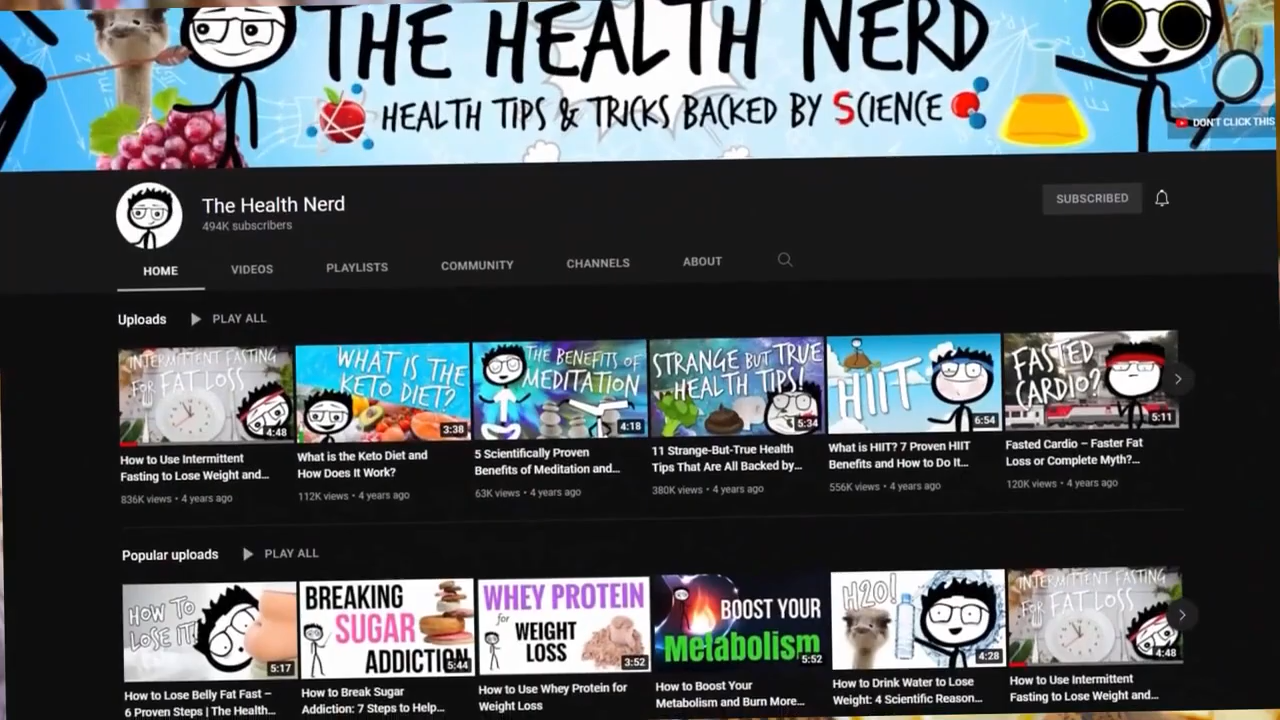 THE HEALTH NERD
HEALTH TIPS & TRICKS BACKED BY SCIENCE
DON'T CLICK THIS
The Health Nerd
494K subscribers
SUBSCRIBED
HOME
VIDEOS
PLAYLISTS
COMMUNITY
CHANNELS
ABOUT
Uploads
PLAY ALL
INTERMITTENT FASTING
FOR FAT LOSS
4:48
How to Use Intermittent
Fasting to Lose Weight and...
836K views • 4 years ago
WHAT IS THE
KETO DIET?
3:38
What is the Keto Diet and
How Does It Work?
112K views • 4 years ago
THE BENEFITS OF
MEDITATION
4:18
5 Scientifically Proven
Benefits of Meditation and...
63K views • 4 years ago
STRANGE BUT TRUE
HEALTH TIPS!
5:34
11 Strange-But-True Health
Tips That Are All Backed by...
380K views • 4 years ago
HIIT
6:54
What is HIIT? 7 Proven HIIT
Benefits and How to Do It...
556K views • 4 years ago
FASTED
CARDIO?
5:11
Fasted Cardio – Faster Fat
Loss or Complete Myth?...
120K views • 4 years ago
Popular uploads
PLAY ALL
HOW TO
LOSE IT!
5:17
How to Lose Belly Fat Fast –
6 Proven Steps | The Health...
BREAKING
SUGAR
ADDICTION
5:44
How to Break Sugar
Addiction: 7 Steps to Help...
WHEY PROTEIN
for
WEIGHT
LOSS
3:52
How to Use Whey Protein for
Weight Loss
BOOST YOUR
Metabolism
5:52
How to Boost Your
Metabolism and Burn More...
H2O!
4:28
How to Drink Water to Lose
Weight: 4 Scientific Reason...
INTERMITTENT FASTING
FOR FAT LOSS
4:48
How to Use Intermittent
Fasting to Lose Weight and...